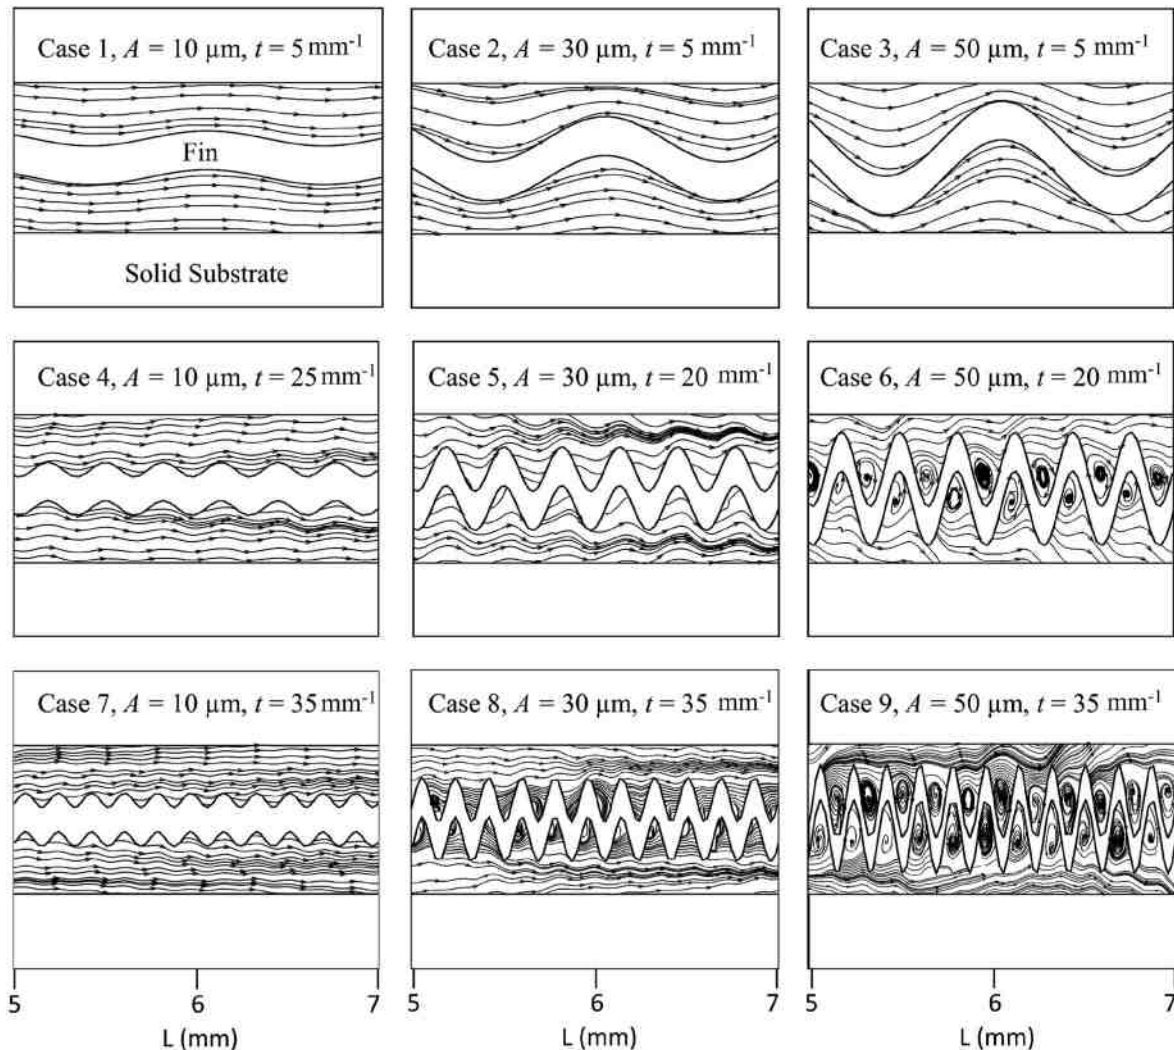 Case 1, A = 10 µm, t = 5 mm⁻¹
Case 2, A = 30 µm, t = 5 mm⁻¹
Case 3, A = 50 µm, t = 5 mm⁻¹
Fin
Solid Substrate
Case 4, A = 10 µm, t = 25 mm⁻¹
Case 5, A = 30 µm, t = 20 mm⁻¹
Case 6, A = 50 µm, t = 20 mm⁻¹
Case 7, A = 10 µm, t = 35 mm⁻¹
Case 8, A = 30 µm, t = 35 mm⁻¹
Case 9, A = 50 µm, t = 35 mm⁻¹
5 6 7
5 6 7
5 6 7
L (mm)
L (mm)
L (mm)